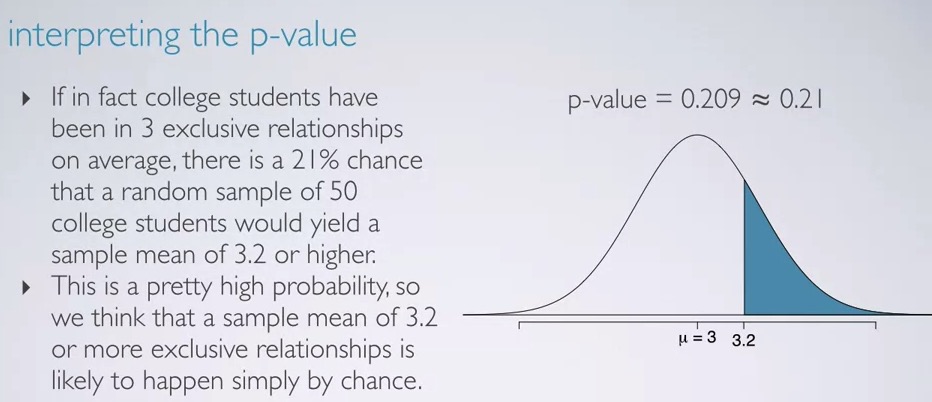 interpreting the p-value
‣ If in fact college students have
been in 3 exclusive relationships
on average, there is a 21% chance
that a random sample of 50
college students would yield a
sample mean of 3.2 or higher.
‣ This is a pretty high probability, so
we think that a sample mean of 3.2
or more exclusive relationships is
likely to happen simply by chance.
p-value = 0.209 ≈ 0.21
μ = 3 3.2